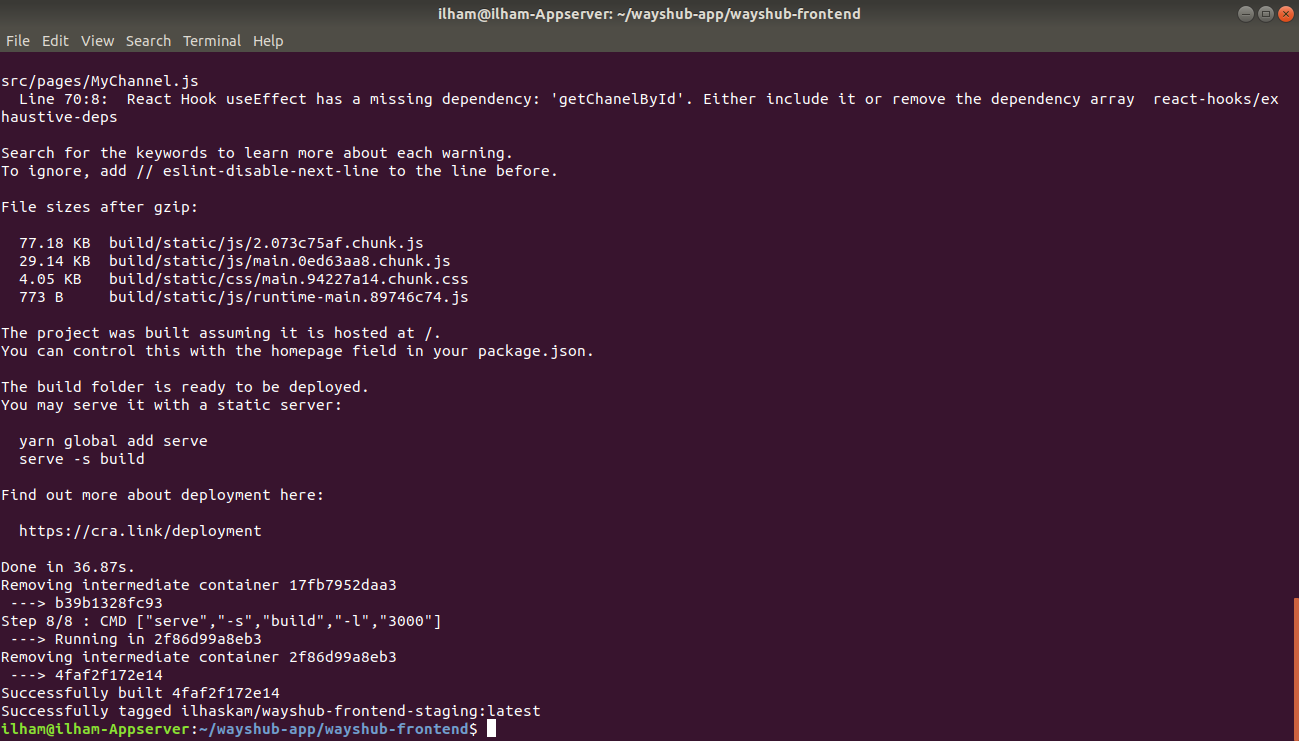 ilham@ilham-Appserver: ~/wayshub-app/wayshub-frontend
File Edit View Search Terminal Help
src/pages/MyChannel.js
  Line 70:8:  React Hook useEffect has a missing dependency: 'getChanelById'. Either include it or remove the dependency array  react-hooks/ex
haustive-deps
Search for the keywords to learn more about each warning.
To ignore, add // eslint-disable-next-line to the line before.
File sizes after gzip:
  77.18 KB  build/static/js/2.073c75af.chunk.js
  29.14 KB  build/static/js/main.0ed63aa8.chunk.js
  4.05 KB   build/static/css/main.94227a14.chunk.css
  773 B     build/static/js/runtime-main.89746c74.js
The project was built assuming it is hosted at /.
You can control this with the homepage field in your package.json.
The build folder is ready to be deployed.
You may serve it with a static server:
  yarn global add serve
  serve -s build
Find out more about deployment here:
  https://cra.link/deployment
Done in 36.87s.
Removing intermediate container 17fb7952daa3
 ---> b39b1328fc93
Step 8/8 : CMD ["serve","-s","build","-l","3000"]
 ---> Running in 2f86d99a8eb3
Removing intermediate container 2f86d99a8eb3
 ---> 4faf2f172e14
Successfully built 4faf2f172e14
Successfully tagged ilhaskam/wayshub-frontend-staging:latest
ilham@ilham-Appserver:~/wayshub-app/wayshub-frontend$